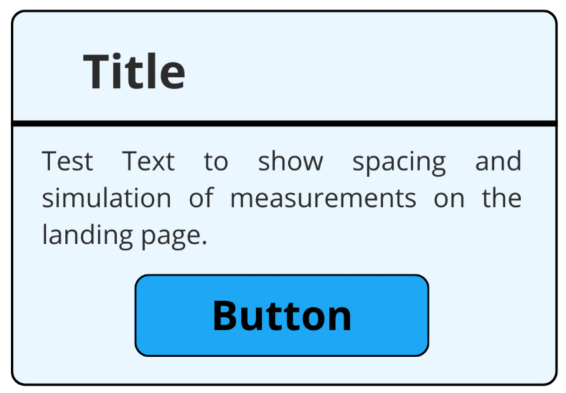 Title
Test Text to show spacing and
simulation of measurements on the
landing page.
Button